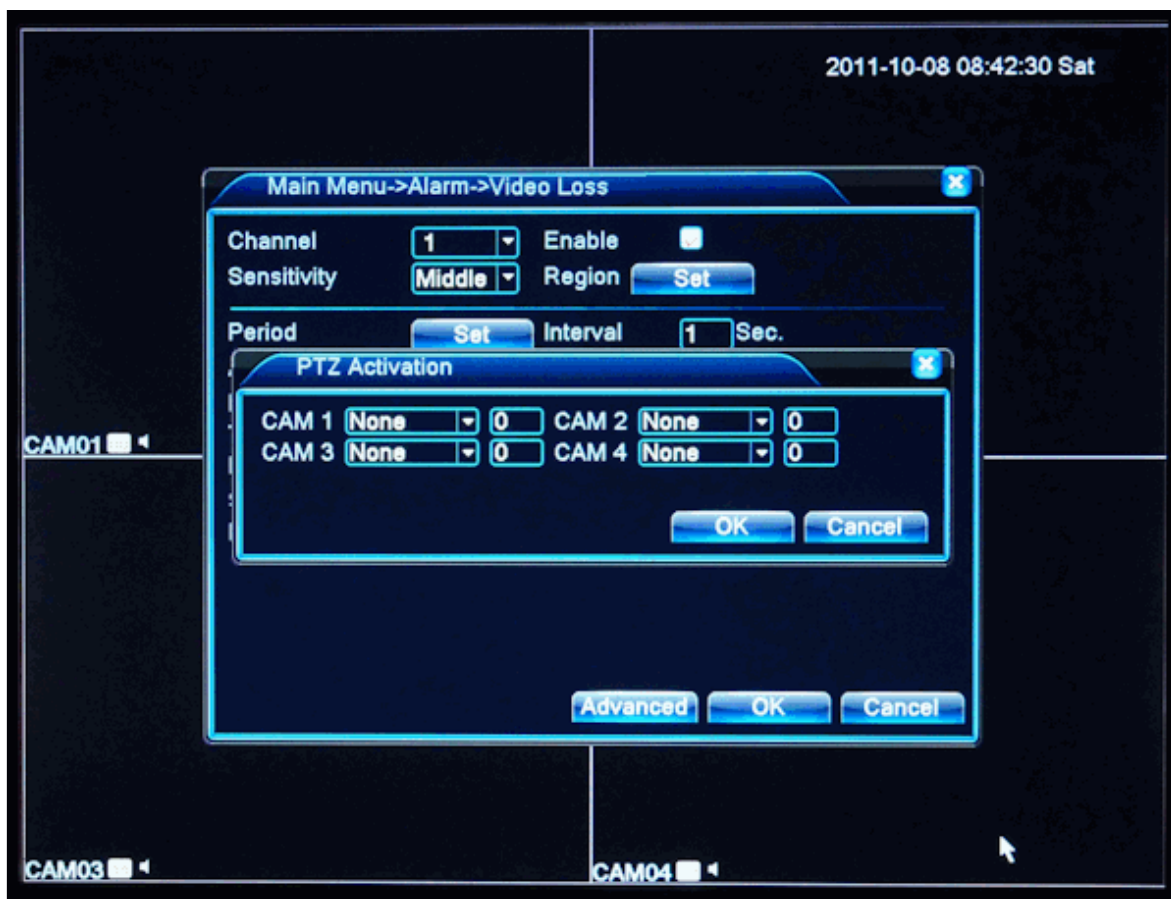 2011-10-08 08:42:30 Sat
Main Menu->Alarm->Video Loss
Channel 1 Enable
Sensitivity Middle Region Set
Period Set Interval 1 Sec.
PTZ Activation
CAM 1 None 0 CAM 2 None 0
CAM01
CAM 3 None 0 CAM 4 None 0
OK Cancel
Advanced OK Cancel
CAM03
CAM04